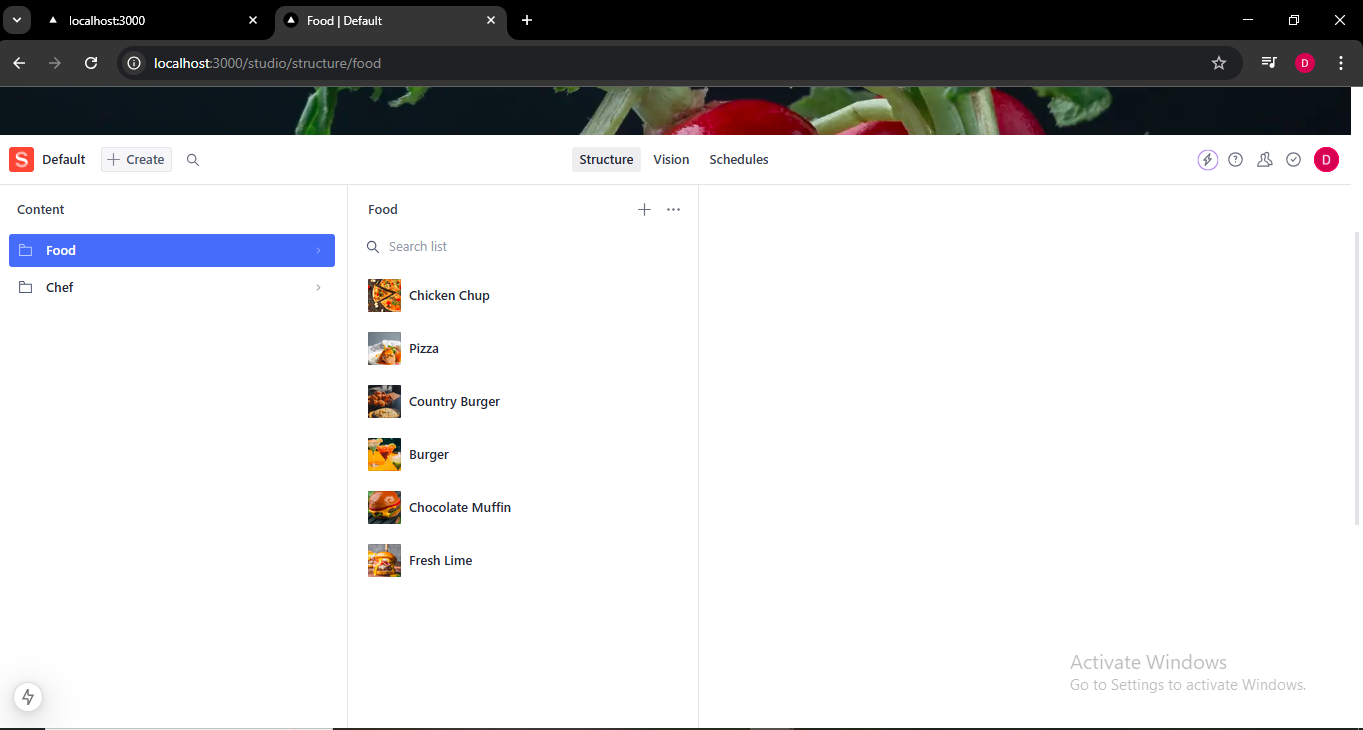 localhost:3000
Food | Default
localhost:3000/studio/structure/food
D
S Default
Create
Structure
Vision
Schedules
D
Content
Food
Chef
Food
Search list
Chicken Chup
Pizza
Country Burger
Burger
Chocolate Muffin
Fresh Lime
Activate Windows
Go to Settings to activate Windows.